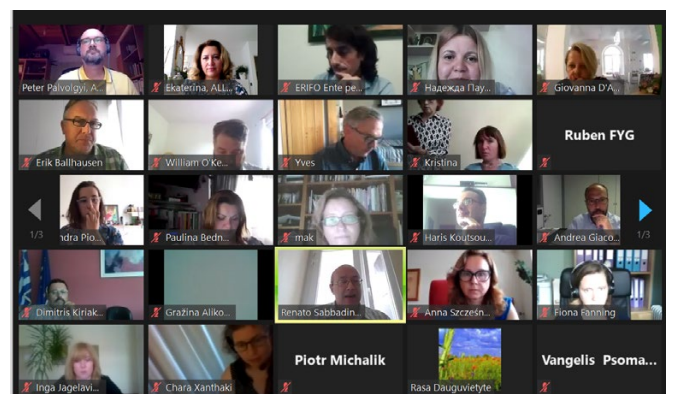 Peter Palvolgyi, A...
Ekaterina, ALL...
ERIFO Ente pe...
Надежда Пау...
Giovanna D'A...
Erik Ballhausen
William O'Ke...
Yves
Kristina
Ruben FYG
1/3
ndra Pio...
Paulina Bedn...
mak
Haris Koutsou...
Andrea Giaco...
1/3
Dimitris Kiriak...
Gražina Aliko...
Renato Sabbadin...
Anna Szcześn...
Fiona Fanning
Inga Jagelavi...
Chara Xanthaki
Piotr Michalik
Rasa Dauguvietyte
Vangelis Psoma...